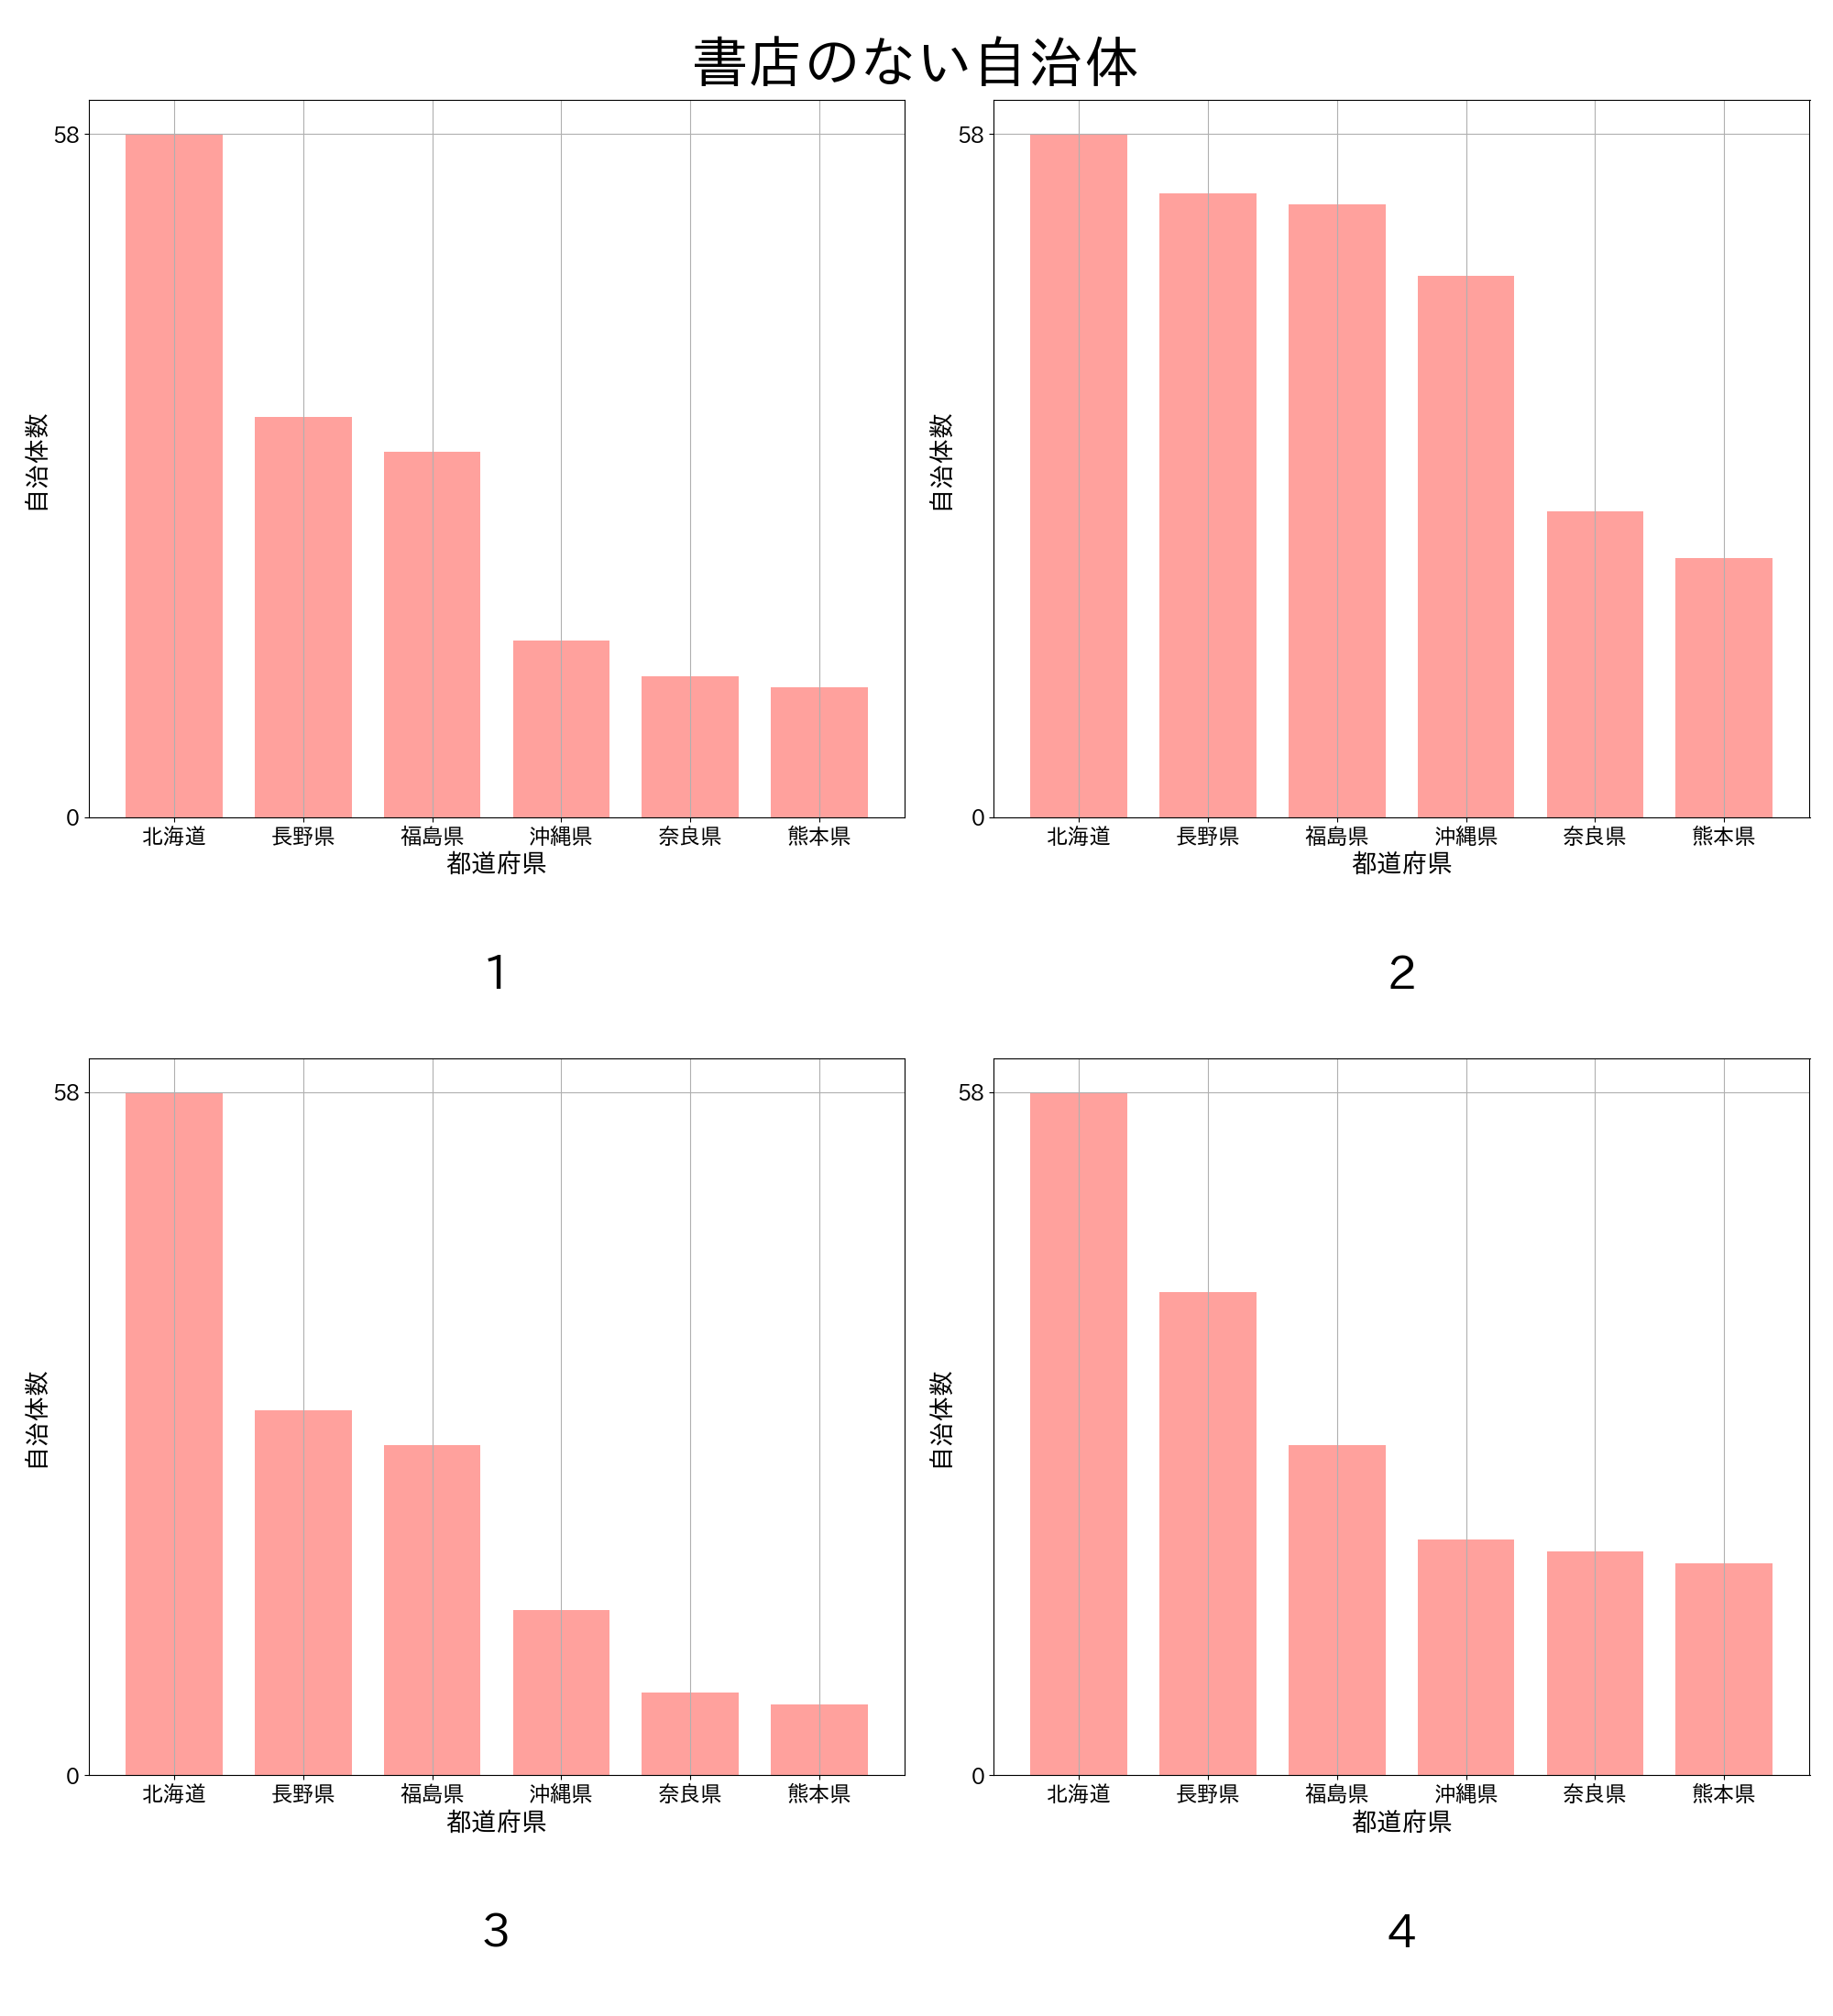 書店のない自治体
58
0
自治体数
北海道 長野県 福島県 沖縄県 奈良県 熊本県
都道府県
1
58
0
自治体数
北海道 長野県 福島県 沖縄県 奈良県 熊本県
都道府県
2
58
0
自治体数
北海道 長野県 福島県 沖縄県 奈良県 熊本県
都道府県
3
58
0
自治体数
北海道 長野県 福島県 沖縄県 奈良県 熊本県
都道府県
4